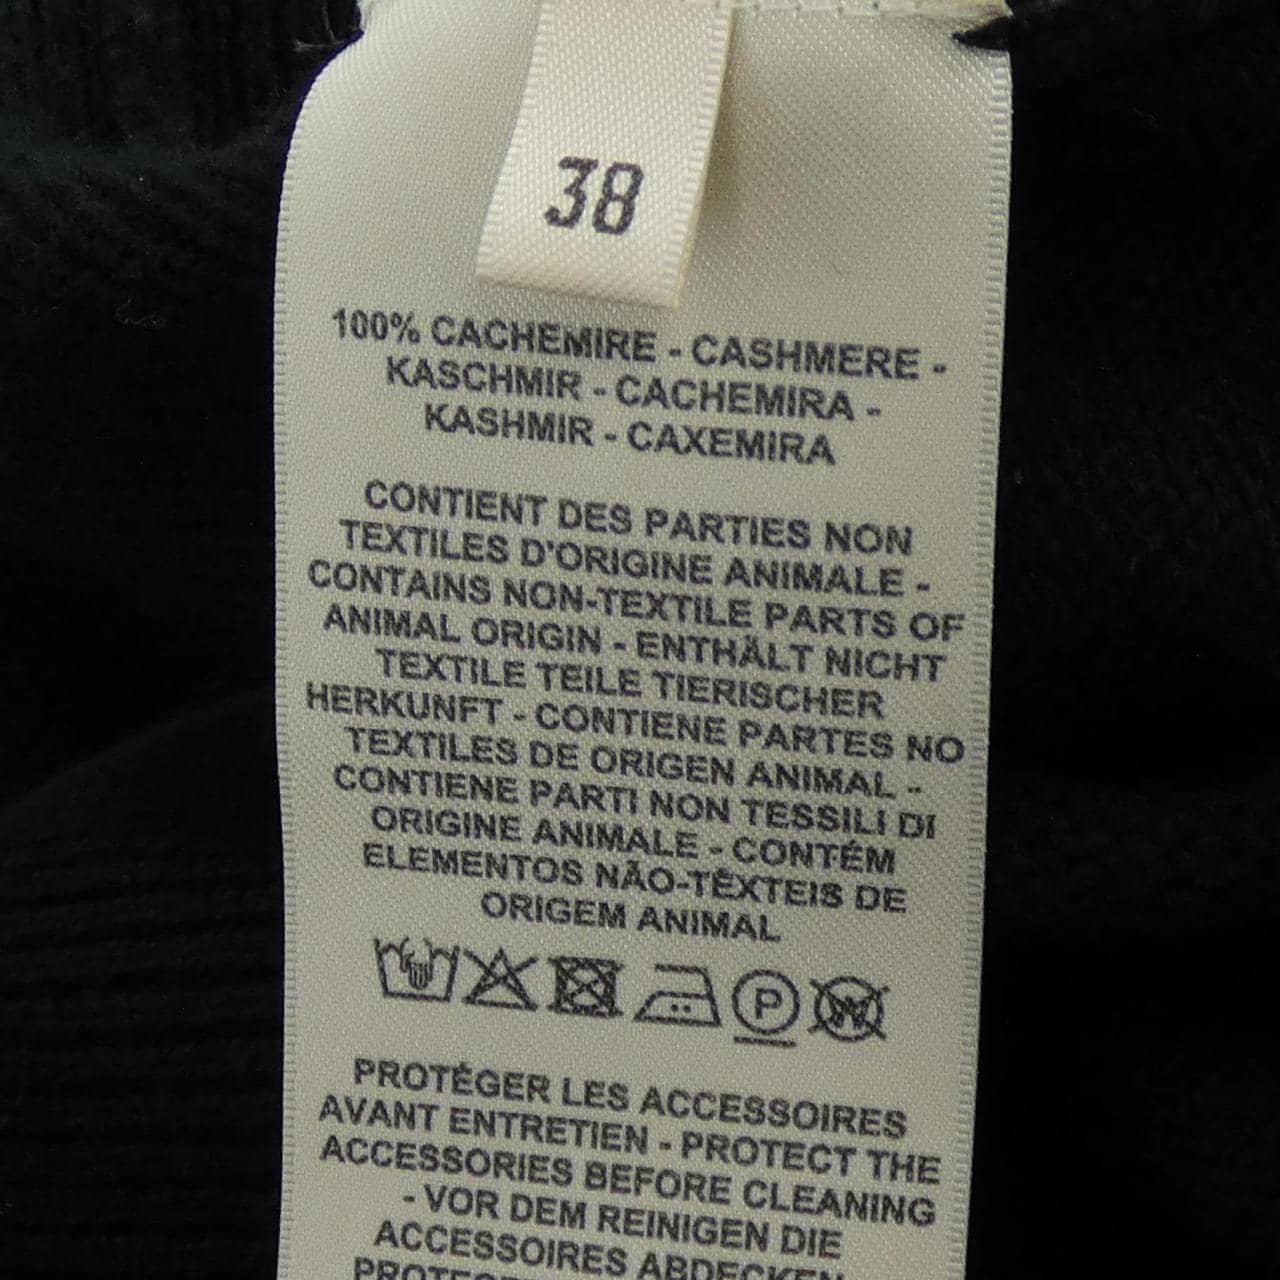 38
100% CACHEMIRE - CASHMERE -
KASCHMIR - CACHEMIRA -
KASHMIR - CAXEMIRA
CONTIENT DES PARTIES NON
TEXTILES D'ORIGINE ANIMALE -
CONTAINS NON-TEXTILE PARTS OF
ANIMAL ORIGIN - ENTHÄLT NICHT
TEXTILE TEILE TIERISCHER
HERKUNFT - CONTIENE PARTES NO
TEXTILES DE ORIGEN ANIMAL -
CONTIENE PARTI NON TESSILI DI
ORIGINE ANIMALE - CONTÉM
ELEMENTOS NÃO-TÊXTEIS DE
ORIGEM ANIMAL
P W
PROTÉGER LES ACCESSOIRES
AVANT ENTRETIEN - PROTECT THE
ACCESSORIES BEFORE CLEANING
- VOR DEM REINIGEN DIE
ACCESSOIRES ABDECKEN